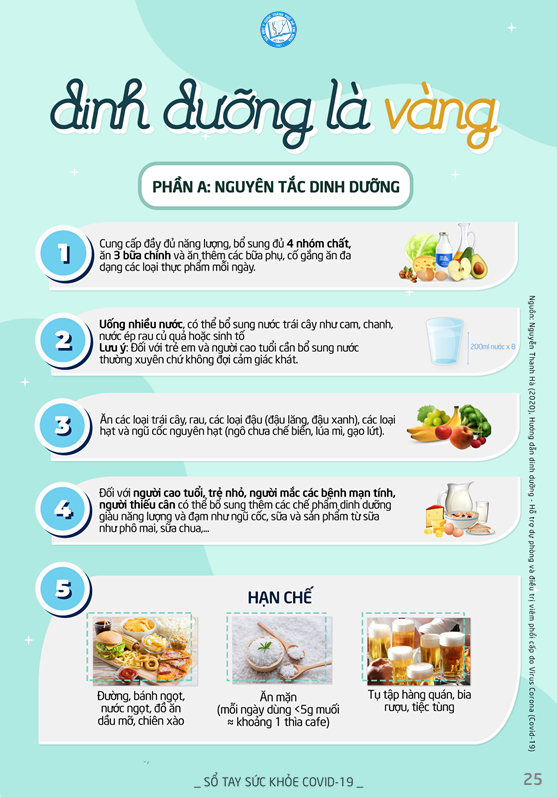 dinh dưỡng là vàng
PHẦN A: NGUYÊN TẮC DINH DƯỠNG
1
Cung cấp đầy đủ năng lượng, bổ sung đủ 4 nhóm chất,
ăn 3 bữa chính và ăn thêm các bữa phụ, cố gắng ăn đa
dạng các loại thực phẩm mỗi ngày.
2
Uống nhiều nước, có thể bổ sung nước trái cây như cam, chanh,
nước ép rau củ quả hoặc sinh tố
Lưu ý: Đối với trẻ em và người cao tuổi cần bổ sung nước
thường xuyên chứ không đợi cảm giác khát.
200ml nước x 8
3
Ăn các loại trái cây, rau, các loại đậu (đậu lăng, đậu xanh), các loại
hạt và ngũ cốc nguyên hạt (ngô chưa chế biến, lúa mì, gạo lứt).
4
Đối với người cao tuổi, trẻ nhỏ, người mắc các bệnh mạn tính,
người thiếu cân có thể bổ sung thêm các chế phẩm dinh dưỡng
giàu năng lượng và đạm như ngũ cốc, sữa và sản phẩm từ sữa
như phô mai, sữa chua,...
5
HẠN CHẾ
Đường, bánh ngọt,
nước ngọt, đồ ăn
dầu mỡ, chiên xào
Ăn mặn
(mỗi ngày dùng <5g muối
≈ khoảng 1 thìa cafe)
Tụ tập hàng quán, bia
rượu, tiệc tùng
Nguồn: Nguyễn Thanh Hà (2020), Hướng dẫn dinh dưỡng - Hỗ trợ dự phòng và điều trị viêm phổi cấp do Virus Corona (Covid-19)
_ SỔ TAY SỨC KHỎE COVID-19 _
25